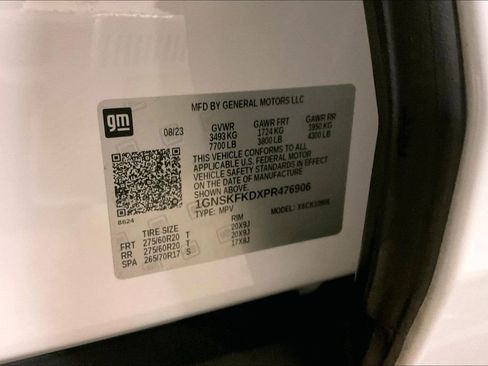 gm
MFD BY GENERAL MOTORS LLC
08/23
GVWR GAWR FRT GAWR RR
3493 KG 1724 KG 1950 KG
7700 LB 3800 LB 4300 LB
THIS VEHICLE CONFORMS TO ALL
APPLICABLE U.S. FEDERAL MOTOR
VEHICLE SAFETY STANDARDS IN EFFECT
ON THE DATE OF MANUFACTURE
SHOWN ABOVE.
1GNSKFKDXPR476906
TYPE: MPV MODEL:
8624
TIRE SIZE RIM
FRT 275/60R20 T 20X9J
RR 275/60R20 T 20X9J
SPA 265/70R17 S 17X8J